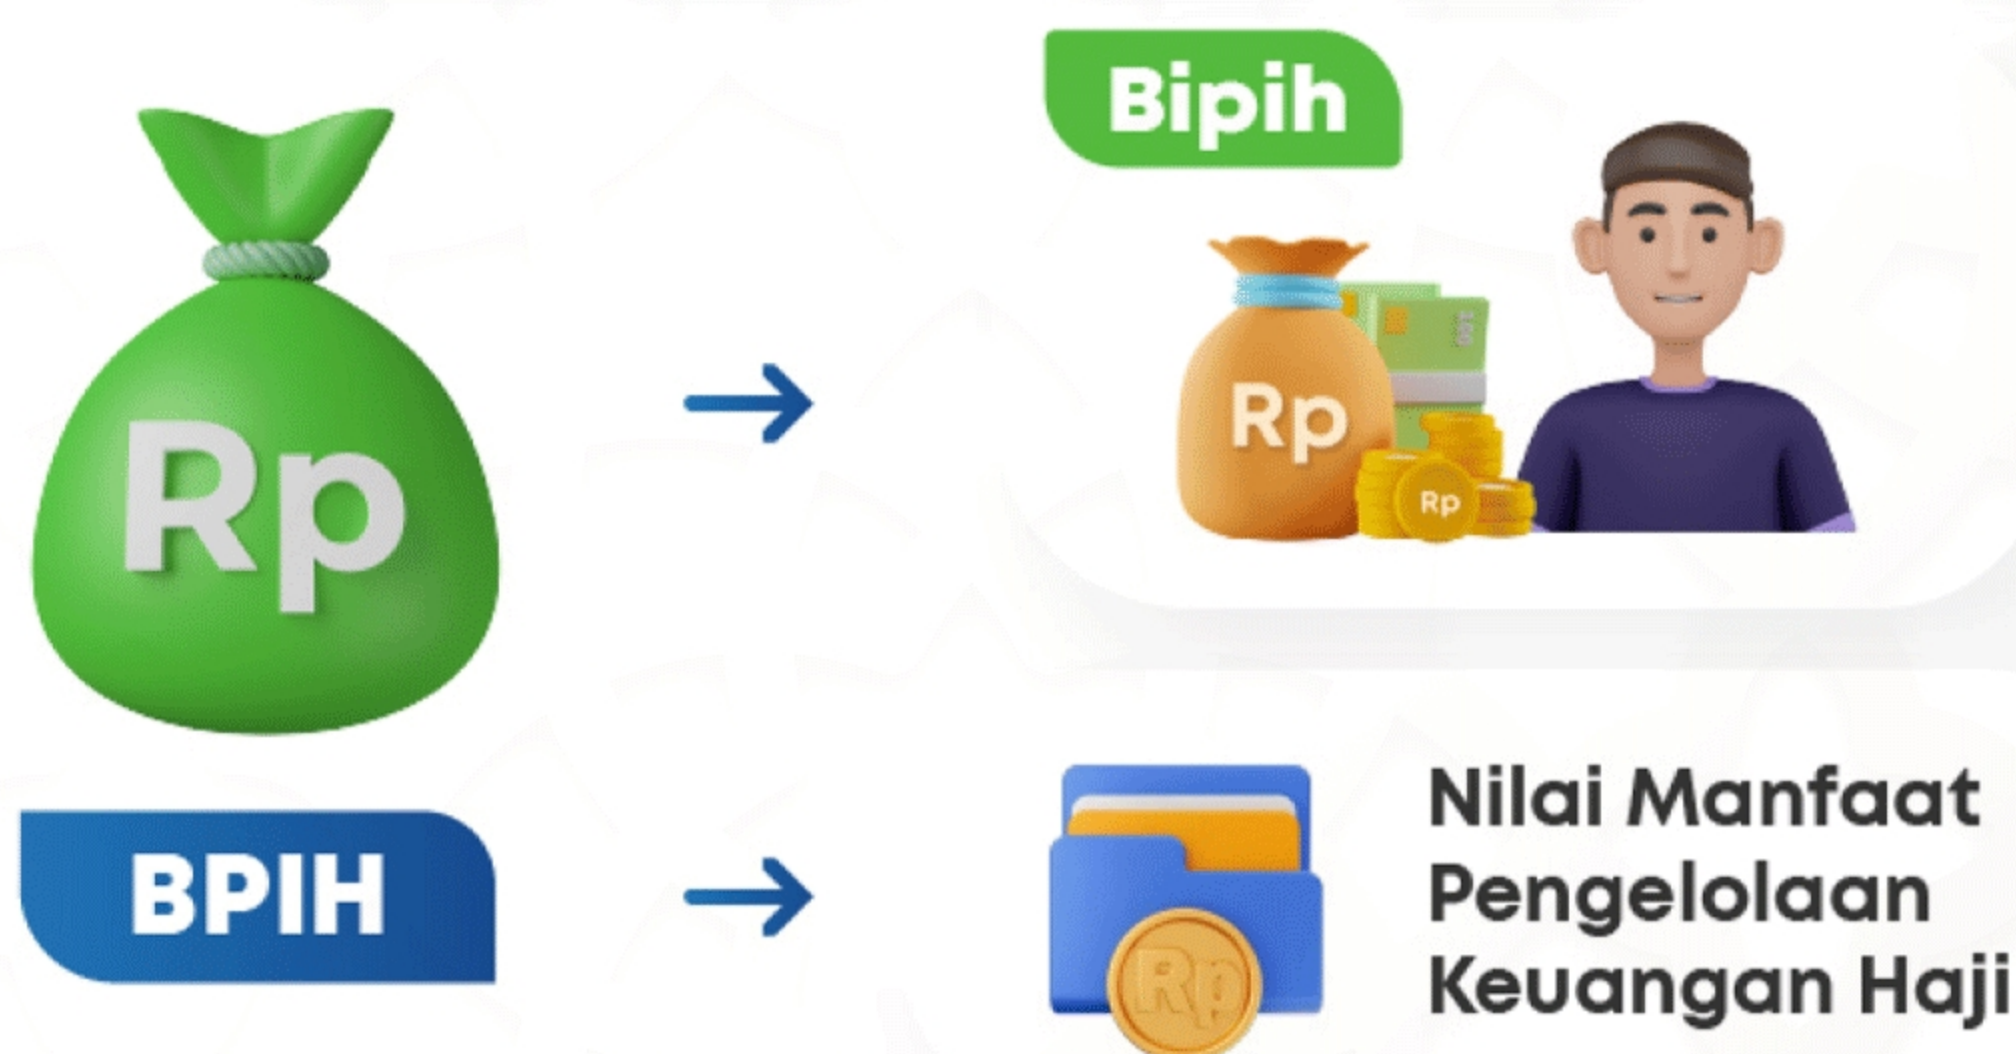 Rp
BPIH
Bipih
Rp
Rp
Rp
Nilai Manfaat
Pengelolaan
Keuangan Haji